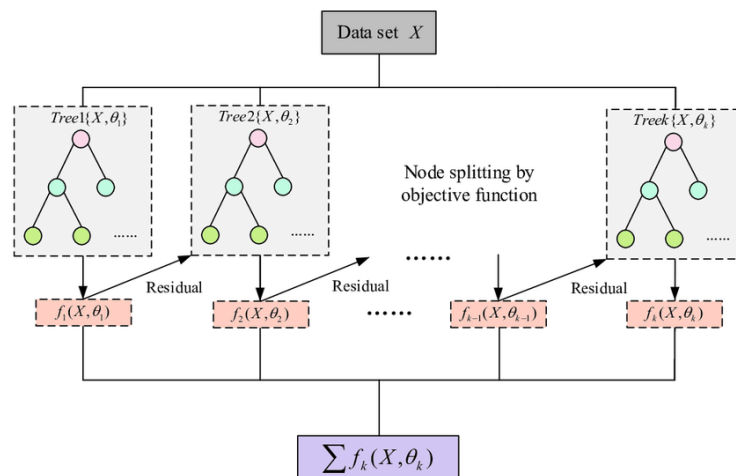 Data set X
Tree1{X,θ₁}
Tree2{X,θ₂}
Treek{X,θₖ}
Node splitting by
objective function
......
......
......
......
Residual
Residual
Residual
f₁(X,θ₁)
f₂(X,θ₂)
......
fₖ₋₁(X,θₖ₋₁)
fₖ(X,θₖ)
∑ fₖ(X,θₖ)